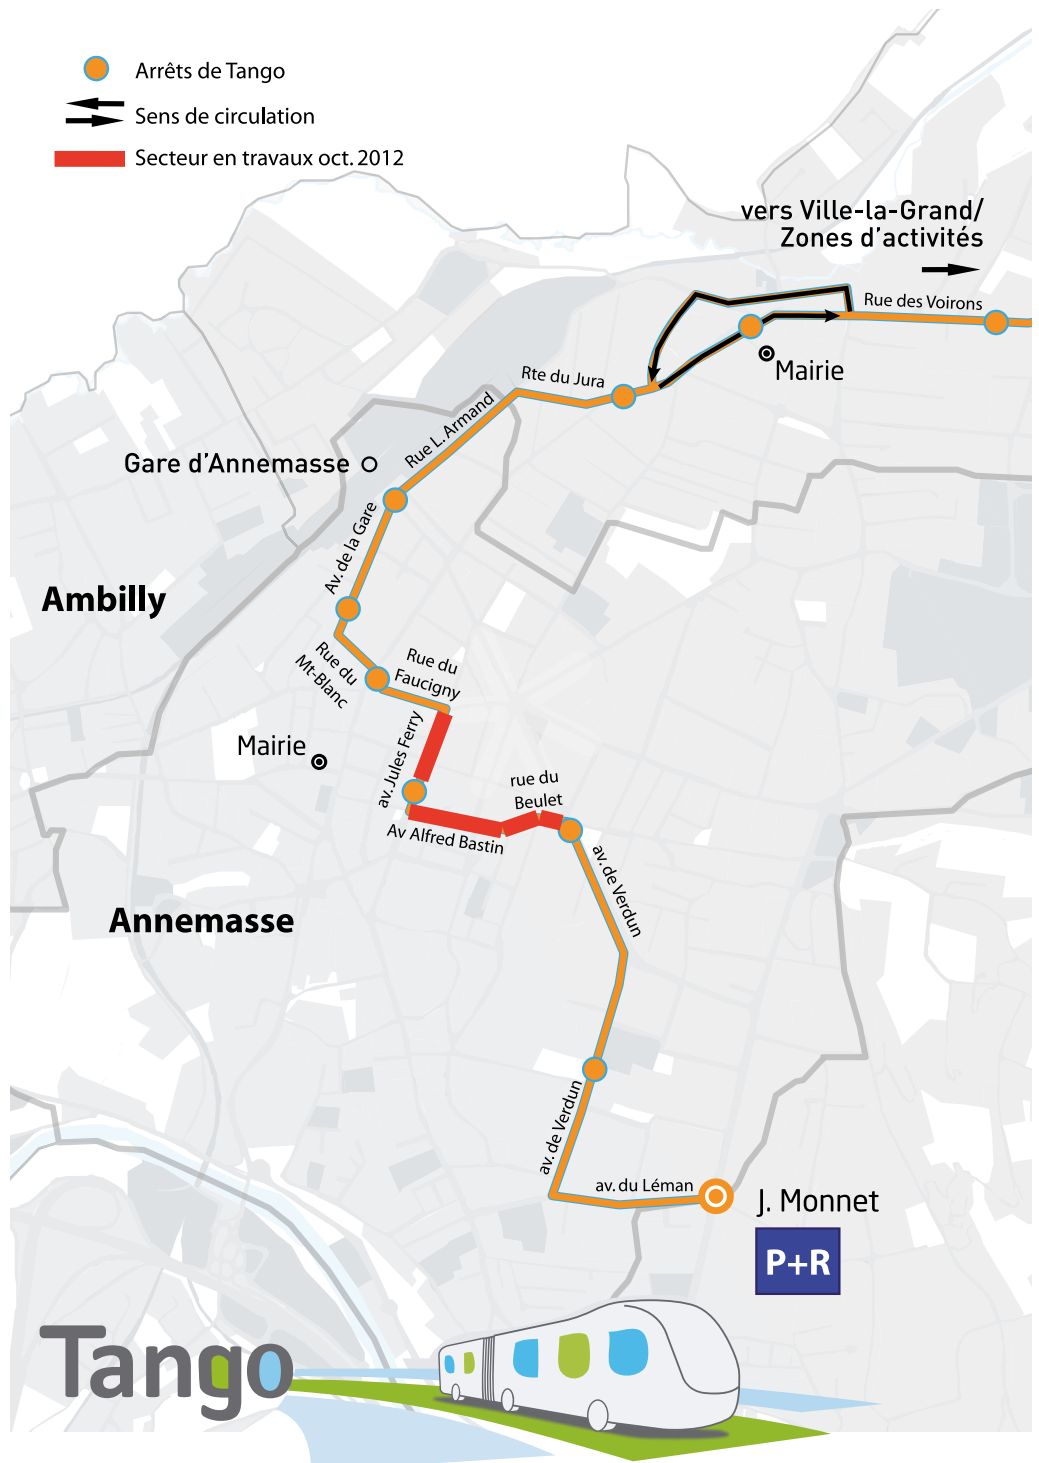 Arrêts de Tango
Sens de circulation
Secteur en travaux oct. 2012
vers Ville-la-Grand/
Zones d'activités
Rue des Voirons
Mairie
Rte du Jura
Rue L. Armand
Gare d'Annemasse
Av. de la Gare
Ambilly
Rue du
Mt-Blanc
Rue du
Faucigny
Mairie
av. Jules Ferry
rue du
Beulet
Av Alfred Bastin
av. de Verdun
Annemasse
av. de Verdun
av. du Léman
J. Monnet
P+R
Tango